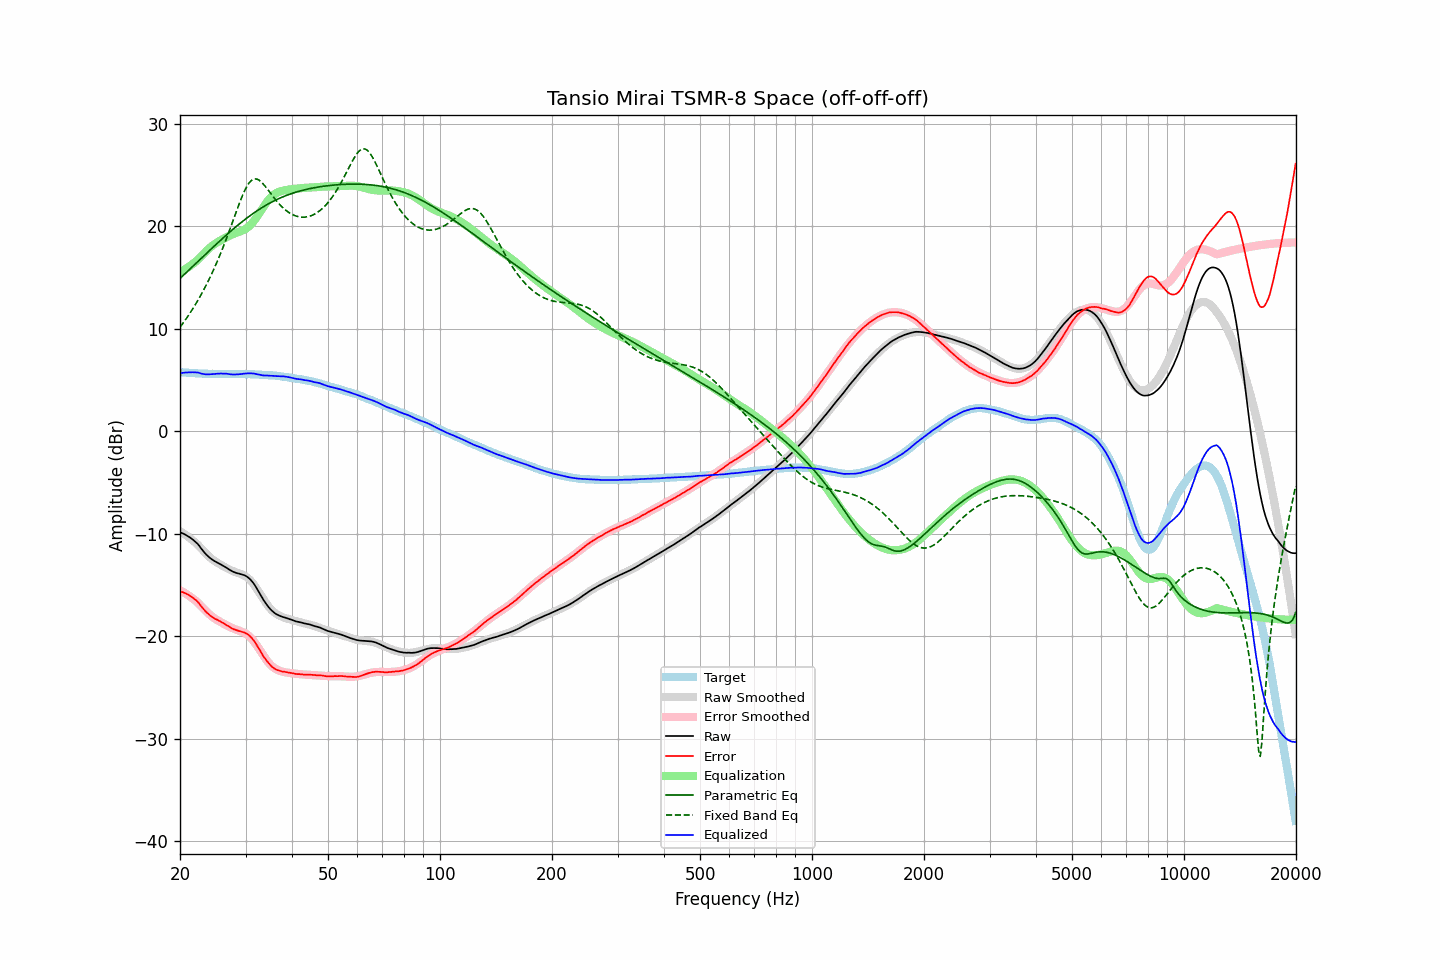 Tansio Mirai TSMR-8 Space (off-off-off)
30
20
10
0
−10
−20
−30
−40
Amplitude (dBr)
Target
Raw Smoothed
Error Smoothed
Raw
Error
Equalization
Parametric Eq
Fixed Band Eq
Equalized
20
50
100
200
500
1000
2000
5000
10000
20000
Frequency (Hz)